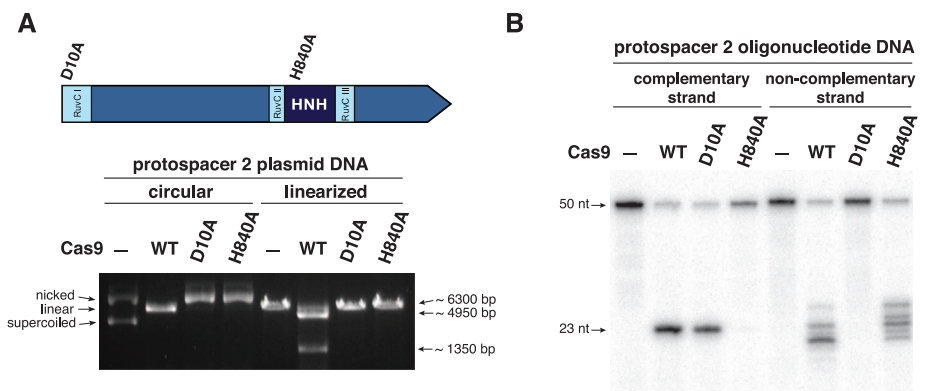 A
D10A
H840A
RuvC I
RuvC II
HNH
RuvC III
protospacer 2 plasmid DNA
circular linearized
Cas9 — WT D10A H840A — WT D10A H840A
nicked
linear
supercoiled
~ 6300 bp
~ 4950 bp
~ 1350 bp
B
protospacer 2 oligonucleotide DNA
complementary strand
non-complementary strand
Cas9 — WT D10A H840A — WT D10A H840A
50 nt
23 nt